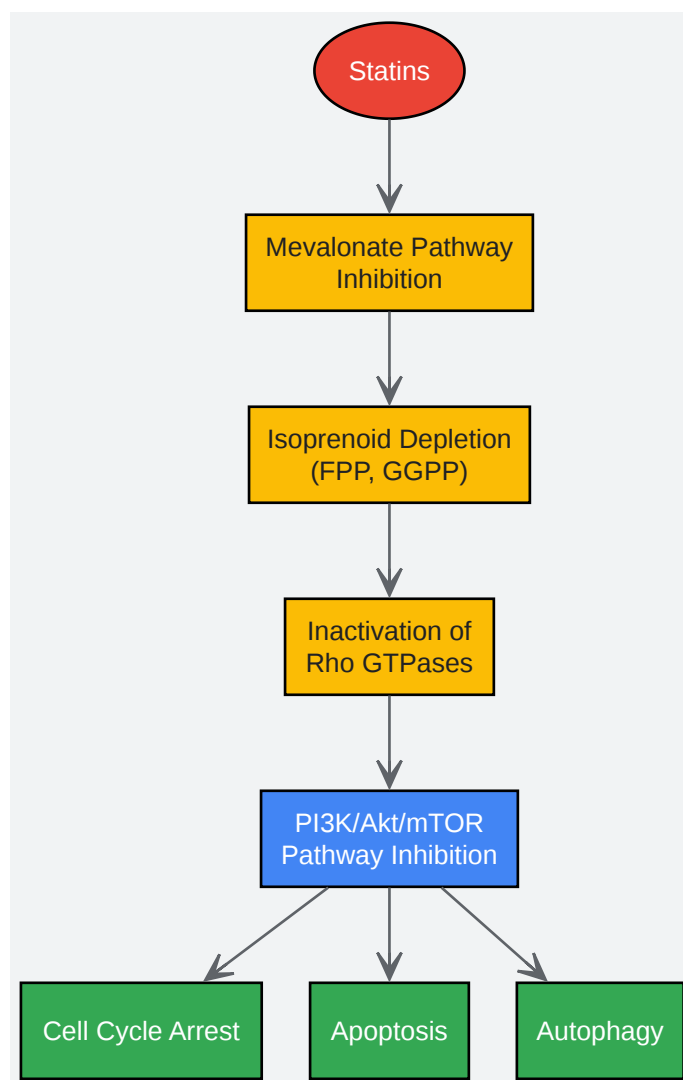 Statins
Mevalonate Pathway
Inhibition
Isoprenoid Depletion
(FPP, GGPP)
Inactivation of
Rho GTPases
PI3K/Akt/mTOR
Pathway Inhibition
Cell Cycle Arrest
Apoptosis
Autophagy